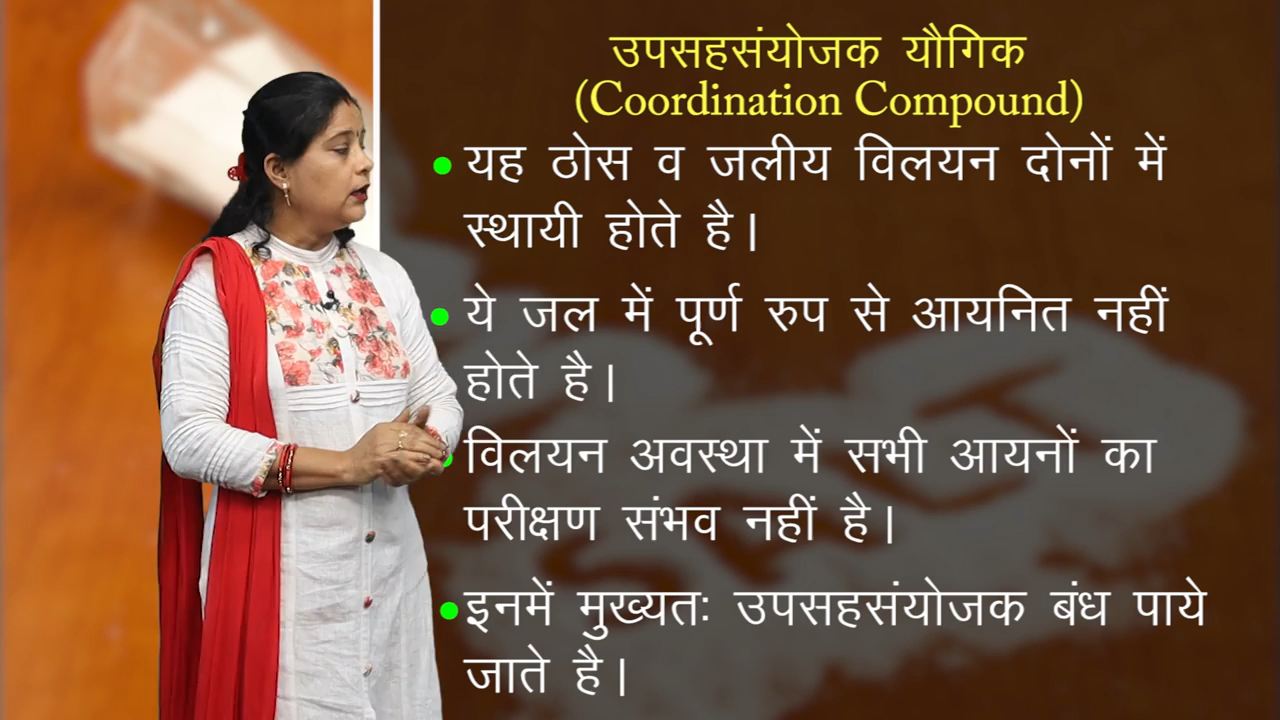 उपसहसंयोजक यौगिक
(Coordination Compound)
यह ठोस व जलीय विलयन दोनों में
स्थायी होते है।
ये जल में पूर्ण रुप से आयनित नहीं
होते है।
विलयन अवस्था में सभी आयनों का
परीक्षण संभव नहीं है।
इनमें मुख्यतः उपसहसंयोजक बंध पाये
जाते है।